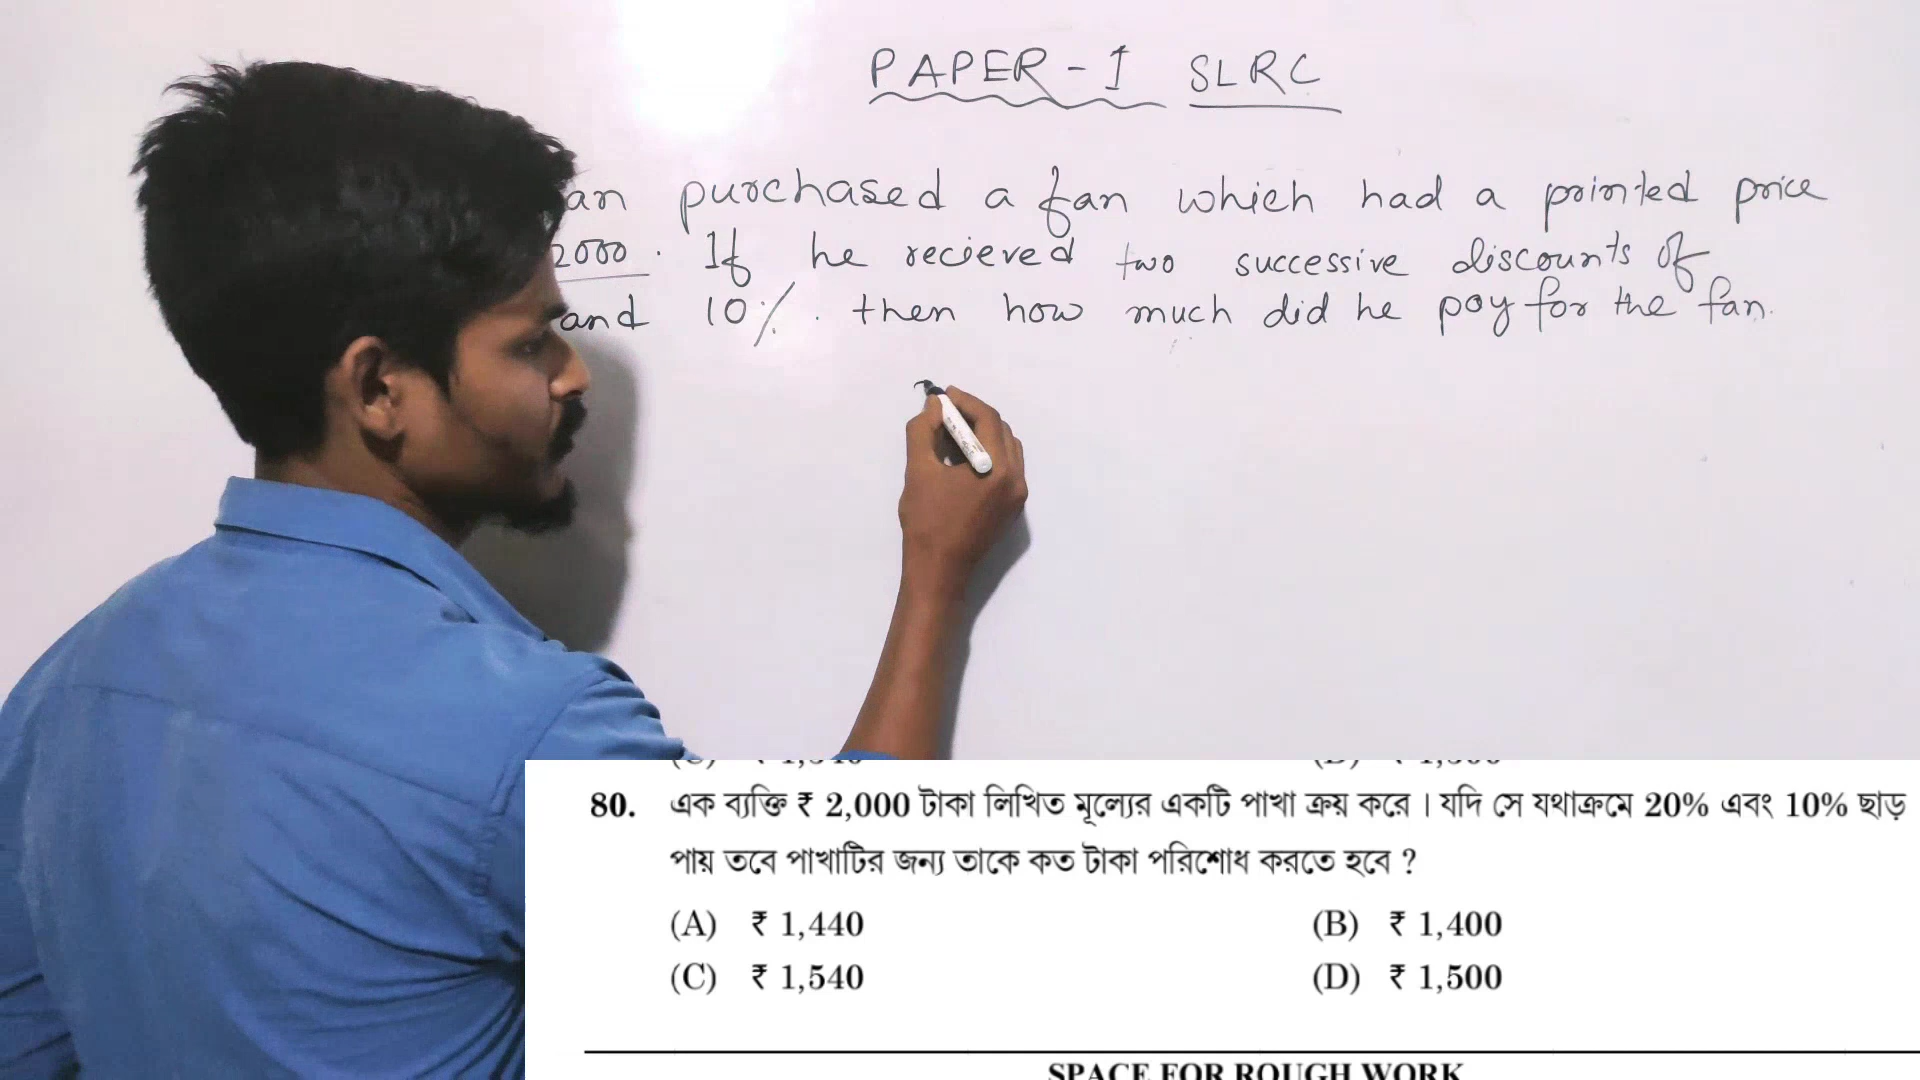 PAPER - 1 SLRC
an purchased a fan which had a printed price
2000. If he recieved two successive discounts of
and 10%. then how much did he pay for the fan.
80. এক ব্যক্তি ₹ 2,000 টাকা লিখিত মূল্যের একটি পাখা ক্রয় করে। যদি সে যথাক্রমে 20% এবং 10% ছাড়
পায় তবে পাখাটির জন্য তাকে কত টাকা পরিশোধ করতে হবে ?
(A) ₹ 1,440 (B) ₹ 1,400
(C) ₹ 1,540 (D) ₹ 1,500
SPACE FOR ROUGH WORK